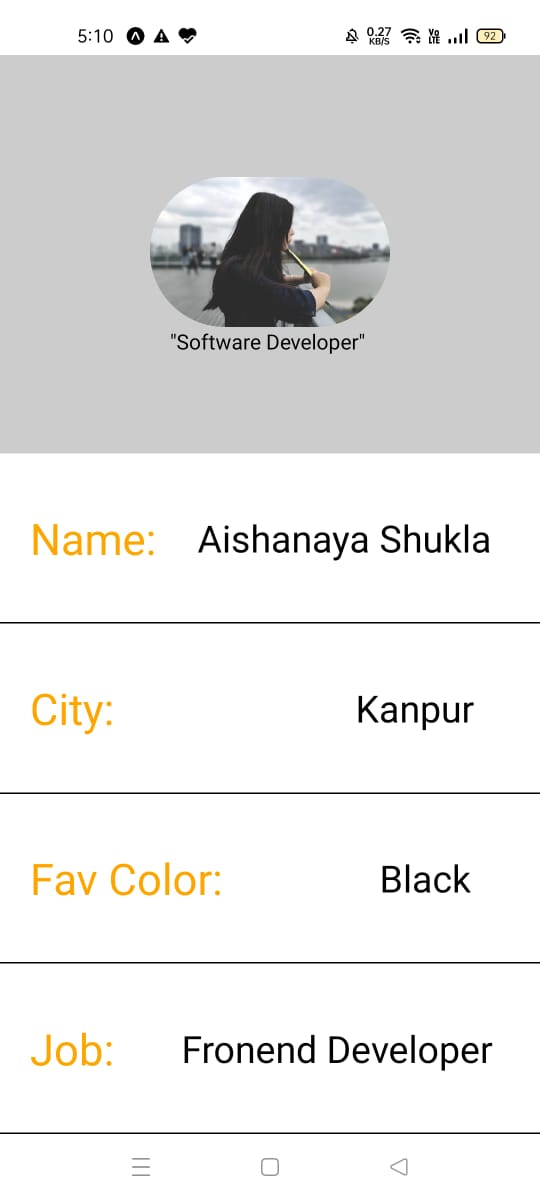 5:10 0.27 KB/S Vo LTE 92
"Software Developer"
Name: Aishanaya Shukla
City: Kanpur
Fav Color: Black
Job: Fronend Developer